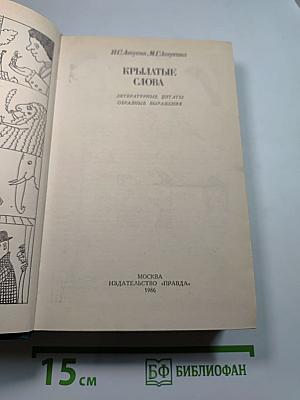 Н.С.Ашукин, М.Г.Ашукина
КРЫЛАТЫЕ
СЛОВА
ЛИТЕРАТУРНЫЕ ЦИТАТЫ
ОБРАЗНЫЕ ВЫРАЖЕНИЯ
МОСКВА
ИЗДАТЕЛЬСТВО «ПРАВДА»
1986
15 см
БФ БИБЛИОФАН